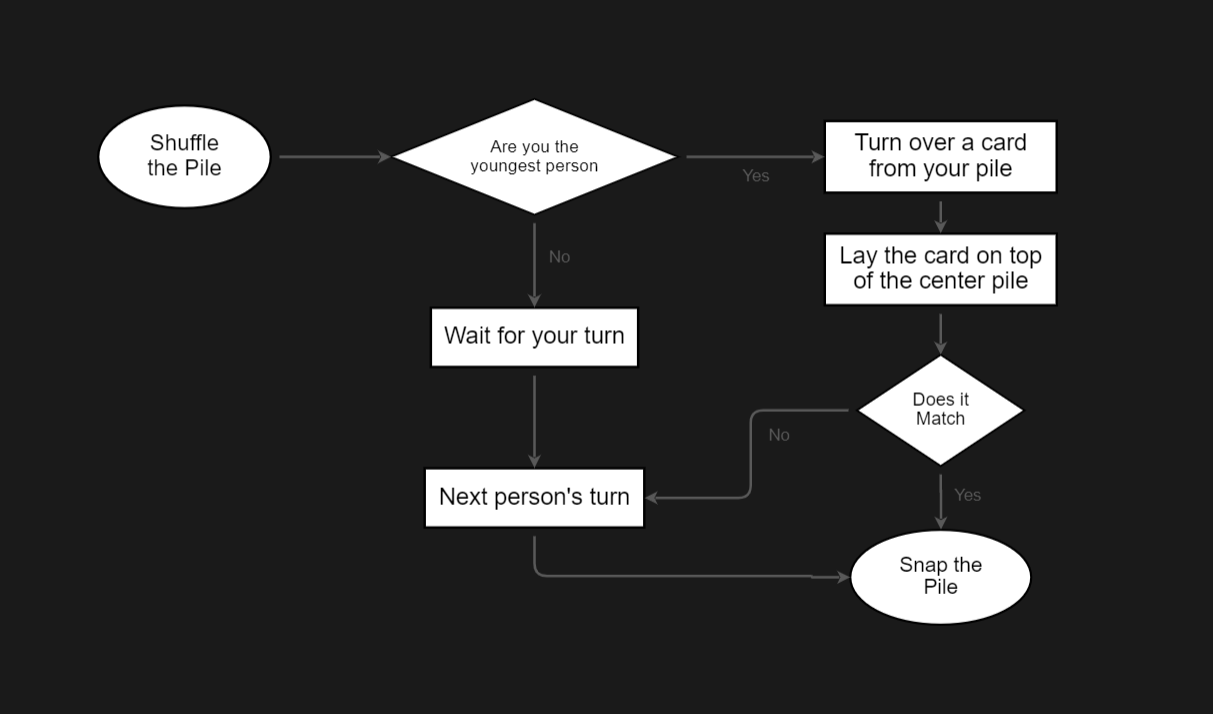 Shuffle
the Pile
Are you the
youngest person
Yes
Turn over a card
from your pile
No
Lay the card on top
of the center pile
Wait for your turn
Does it
Match
No
Yes
Next person's turn
Snap the
Pile